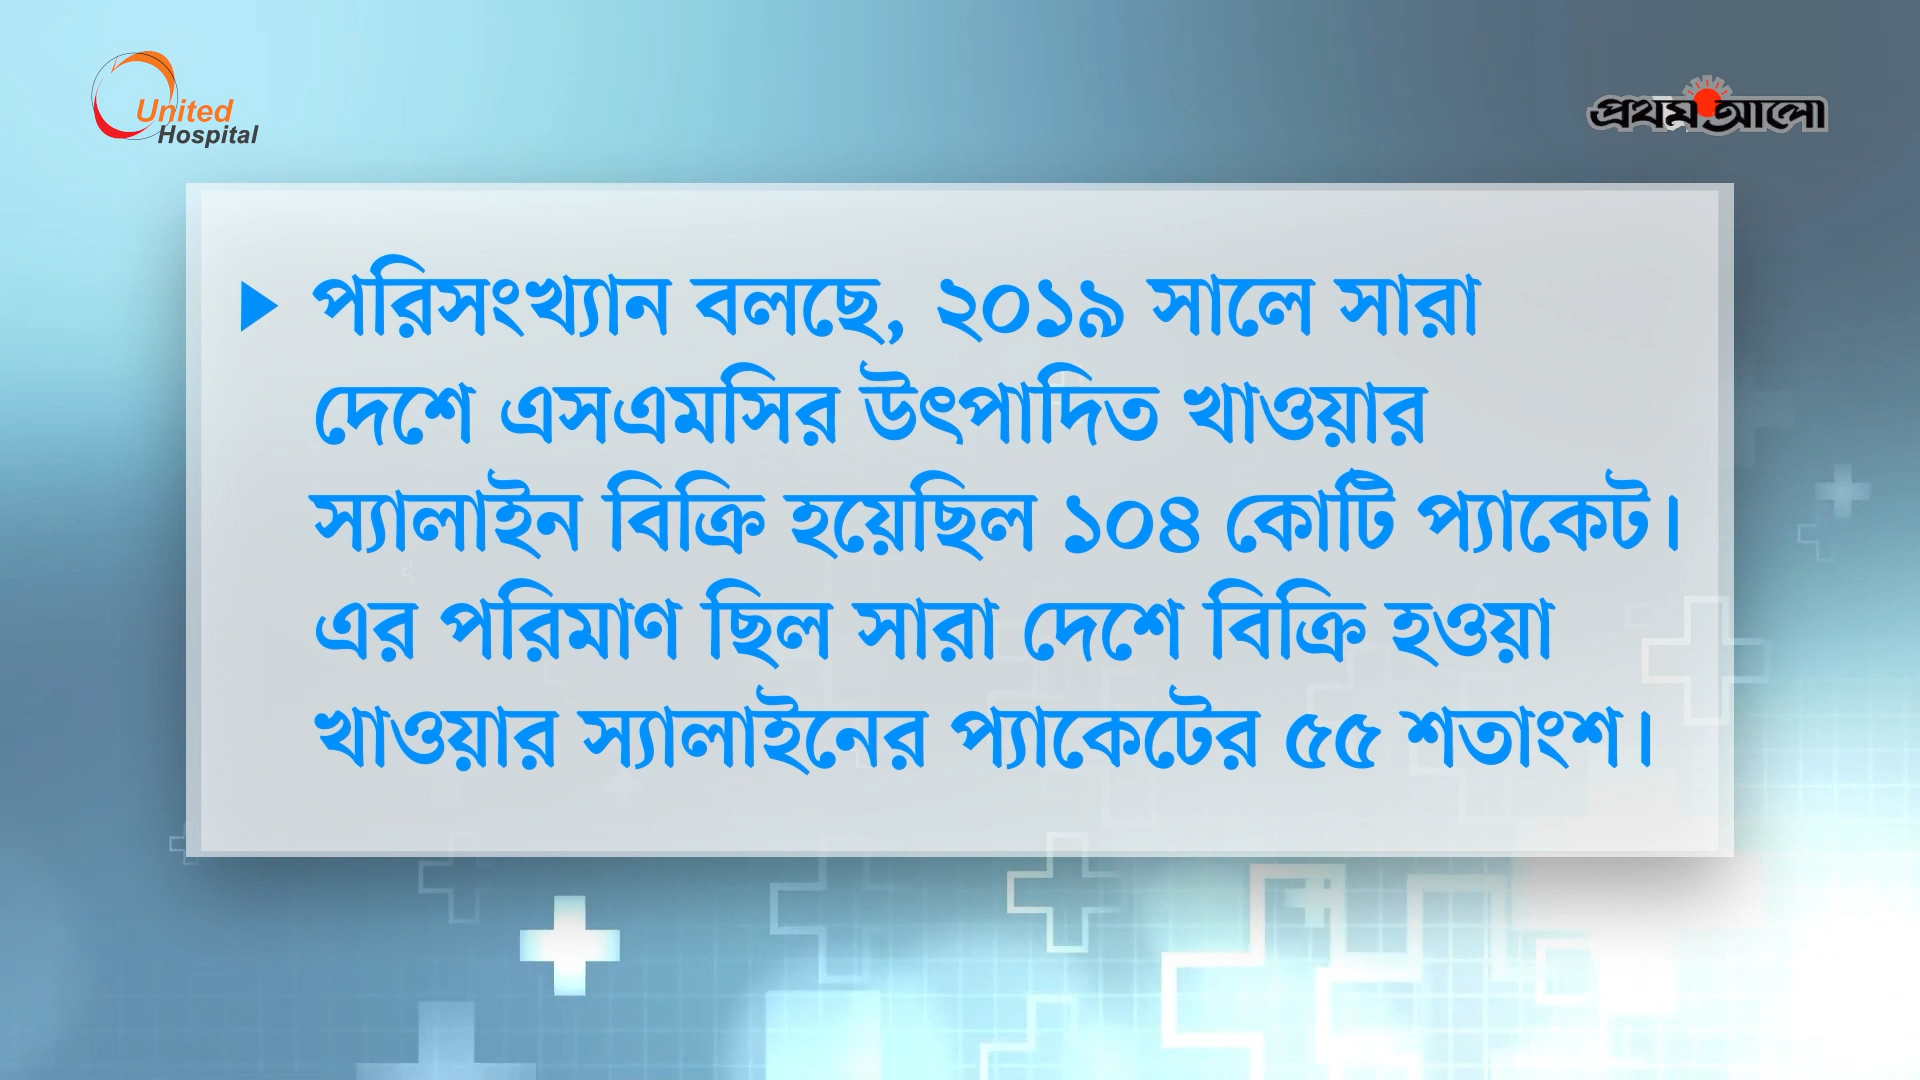 United
Hospital
প্রথম আলো
পরিসংখ্যান বলছে, ২০১৯ সালে সারা
দেশে এসএমসির উৎপাদিত খাওয়ার
স্যালাইন বিক্রি হয়েছিল ১০৪ কোটি প্যাকেট।
এর পরিমাণ ছিল সারা দেশে বিক্রি হওয়া
খাওয়ার স্যালাইনের প্যাকেটের ৫৫ শতাংশ।